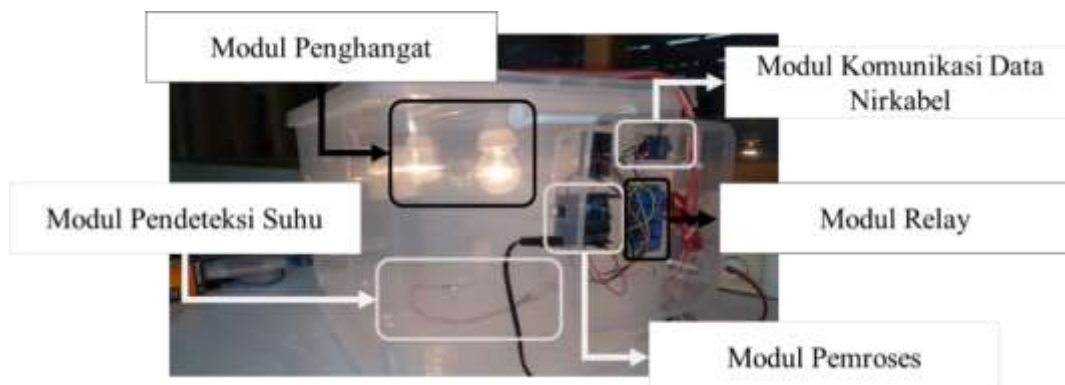 Modul Penghangat
Modul Komunikasi Data
Nirkabel
Modul Pendeteksi Suhu
Modul Relay
Modul Pemroses